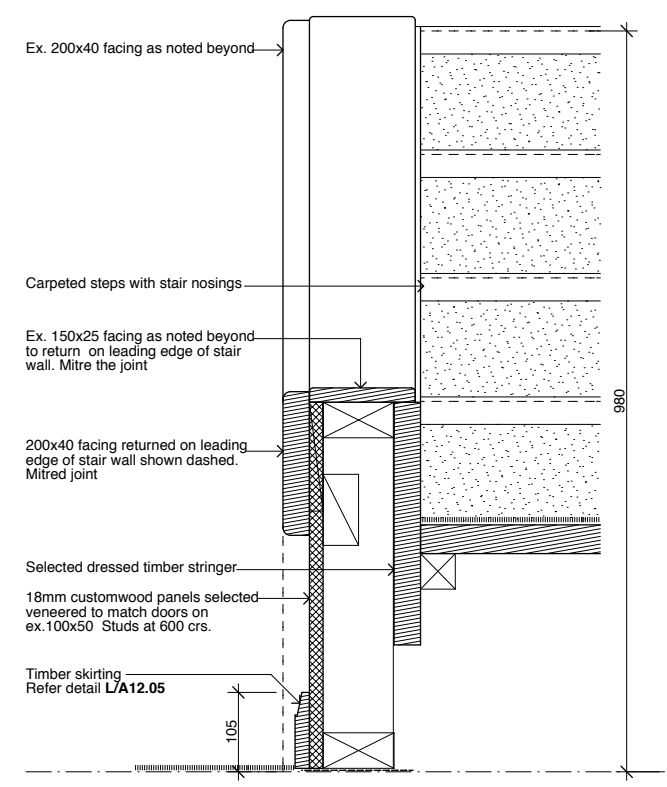 Ex. 200x40 facing as noted beyond
Carpeted steps with stair nosings
Ex. 150x25 facing as noted beyond
to return on leading edge of stair
wall. Mitre the joint
980
200x40 facing returned on leading
edge of stair wall shown dashed.
Mitred joint
Selected dressed timber stringer
18mm customwood panels selected
veneered to match doors on
ex.100x50 Studs at 600 crs.
Timber skirting
Refer detail L/A12.05
105